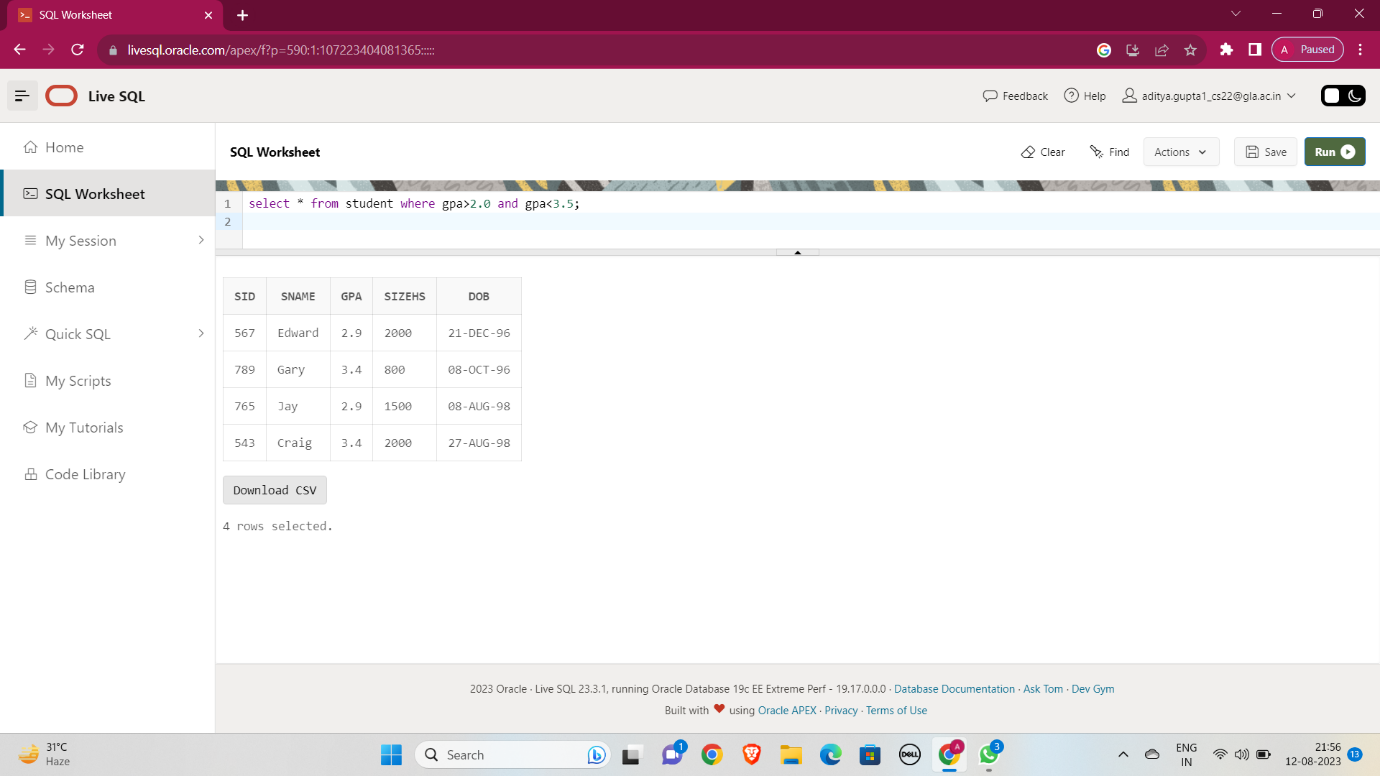 SQL Worksheet
livesql.oracle.com/apex/f?p=590:1:107223404081365:::::
A Paused
Live SQL
Feedback
Help
aditya.gupta1_cs22@gla.ac.in
Home
SQL Worksheet
My Session
Schema
Quick SQL
My Scripts
My Tutorials
Code Library
SQL Worksheet
Clear
Find
Actions
Save
Run
1 select * from student where gpa>2.0 and gpa<3.5;
2
SID SNAME GPA SIZEHS DOB
567 Edward 2.9 2000 21-DEC-96
789 Gary 3.4 800 08-OCT-96
765 Jay 2.9 1500 08-AUG-98
543 Craig 3.4 2000 27-AUG-98
Download CSV
4 rows selected.
2023 Oracle · Live SQL 23.3.1, running Oracle Database 19c EE Extreme Perf - 19.17.0.0.0 · Database Documentation · Ask Tom · Dev Gym
Built with ❤ using Oracle APEX · Privacy · Terms of Use
31°C
Haze
Search
1
DELL
A
3
ENG
IN
21:56
12-08-2023
13